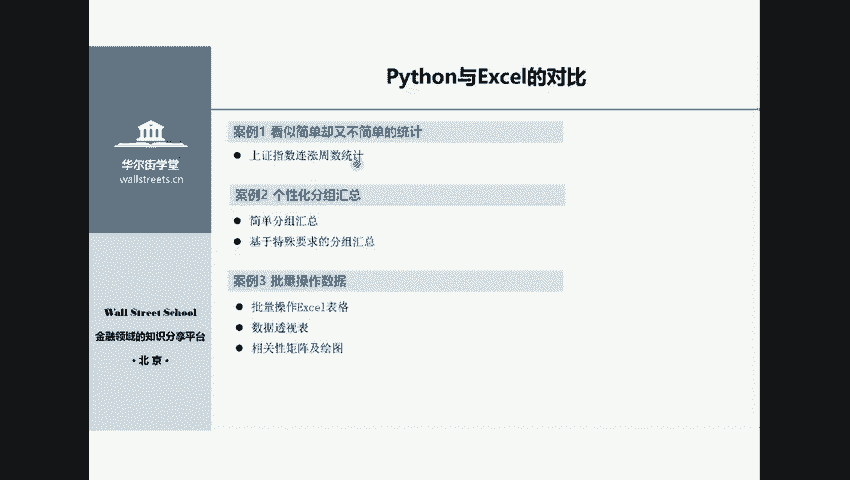 Python与Excel的对比
华尔街学堂
wallstreets.cn
Wall Street School
金融领域的知识分享平台
·北京·
案例1 看似简单却又不简单的统计
● 上证指数连涨周数统计
案例2 个性化分组汇总
● 简单分组汇总
● 基于特殊要求的分组汇总
案例3 批量操作数据
● 批量操作Excel表格
● 数据透视表
● 相关性矩阵及绘图